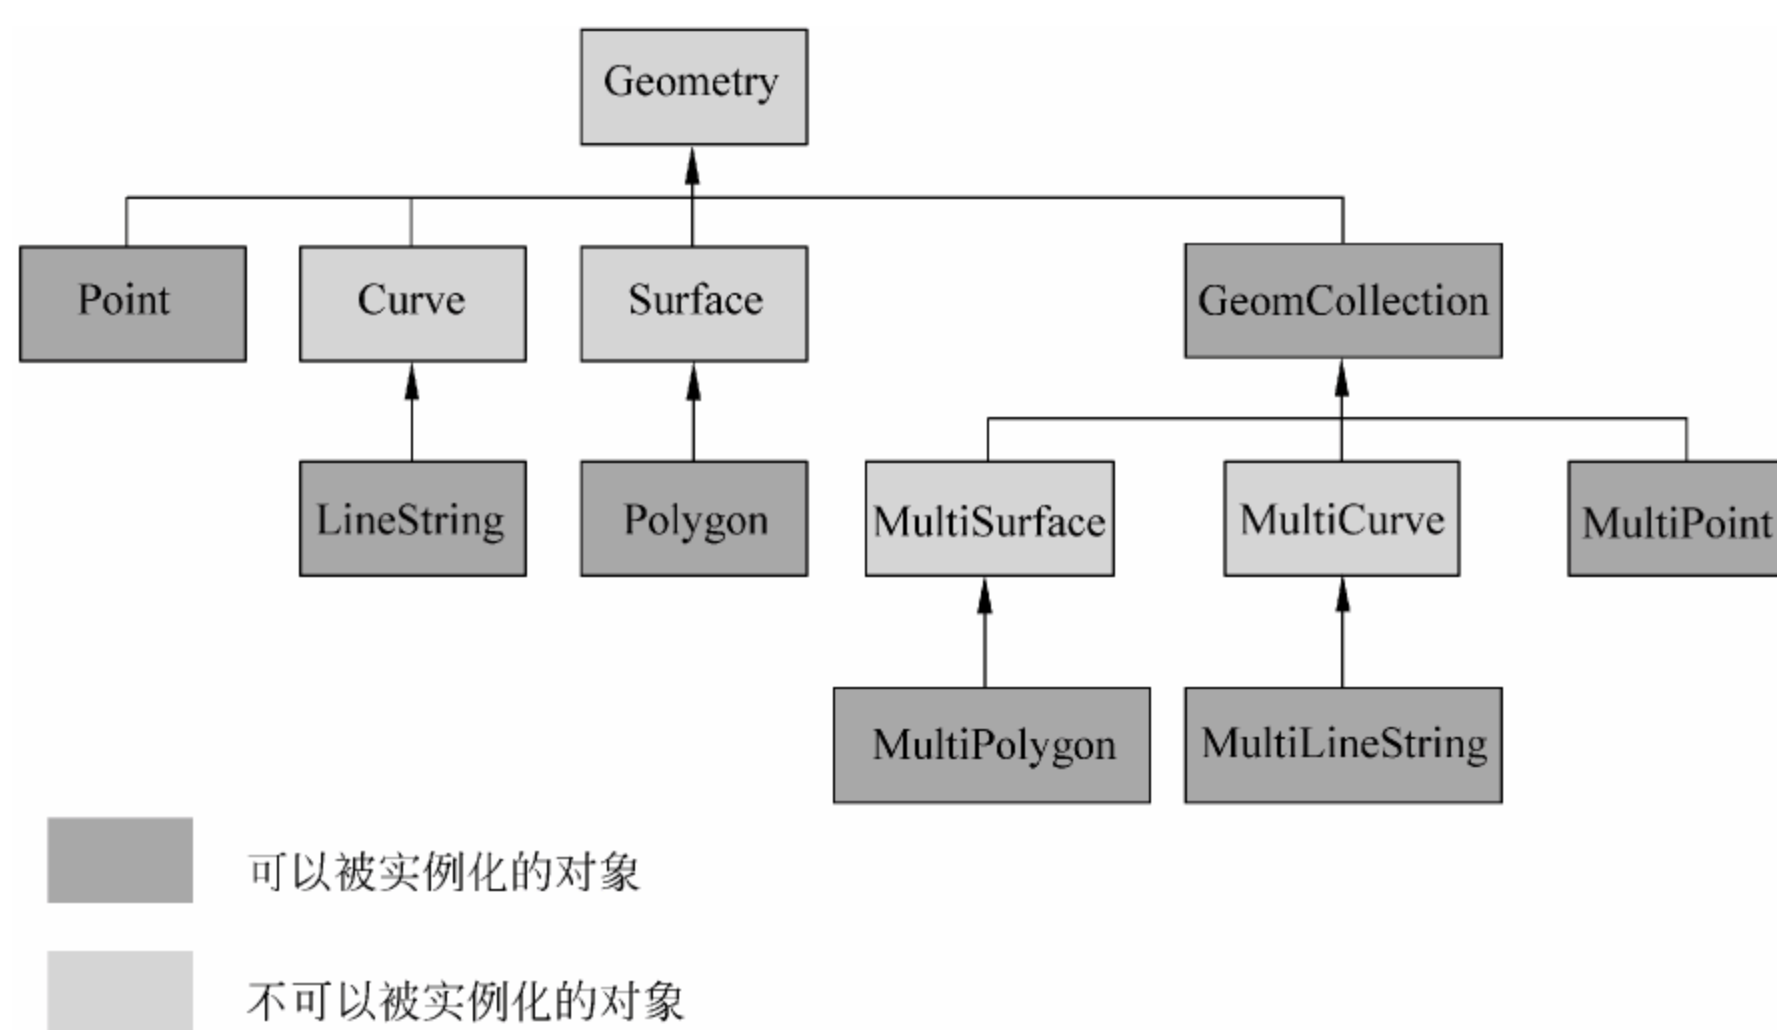 Geometry
Point
Curve
Surface
GeomCollection
LineString
Polygon
MultiSurface
MultiCurve
MultiPoint
MultiPolygon
MultiLineString
可以被实例化的对象
不可以被实例化的对象